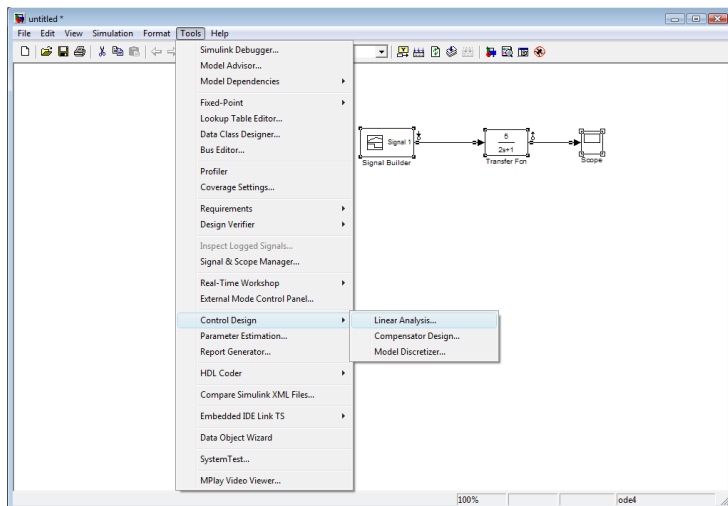 untitled *
File Edit View Simulation Format Tools Help
Simulink Debugger...
Model Advisor...
Model Dependencies
Fixed-Point
Lookup Table Editor...
Data Class Designer...
Bus Editor...
Profiler
Coverage Settings...
Requirements
Design Verifier
Inspect Logged Signals...
Signal & Scope Manager...
Real-Time Workshop
External Mode Control Panel...
Control Design
Parameter Estimation...
Report Generator...
HDL Coder
Compare Simulink XML Files...
Embedded IDE Link TS
Data Object Wizard
SystemTest...
MPlay Video Viewer...
Linear Analysis...
Compensator Design...
Model Discretizer...
Signal 1
Signal Builder
5
2s+1
Transfer Fcn
Scope
100%
ode4